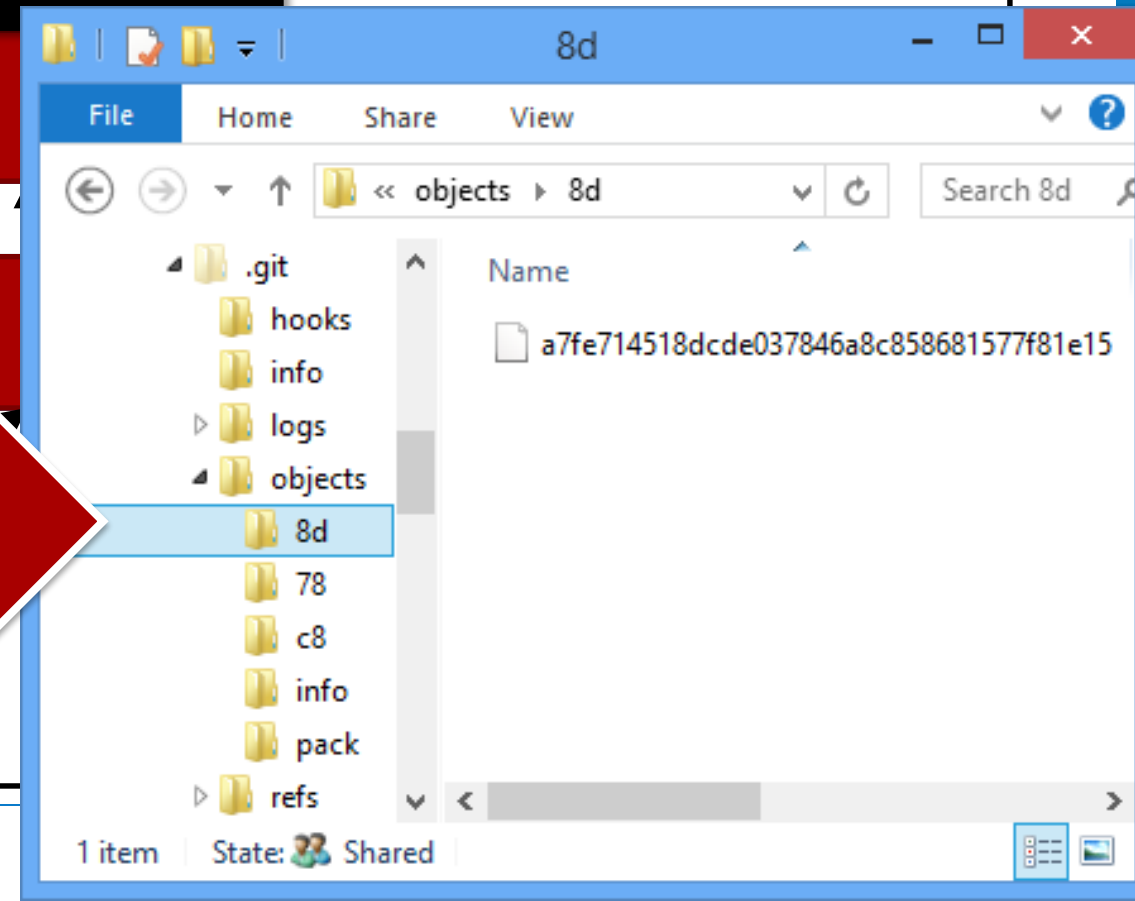 8d
File Home Share View
« objects 8d
Search 8d
.git
hooks
info
logs
objects
8d
78
c8
info
pack
refs
Name
a7fe714518dcde037846a8c858681577f81e15
1 item State: Shared